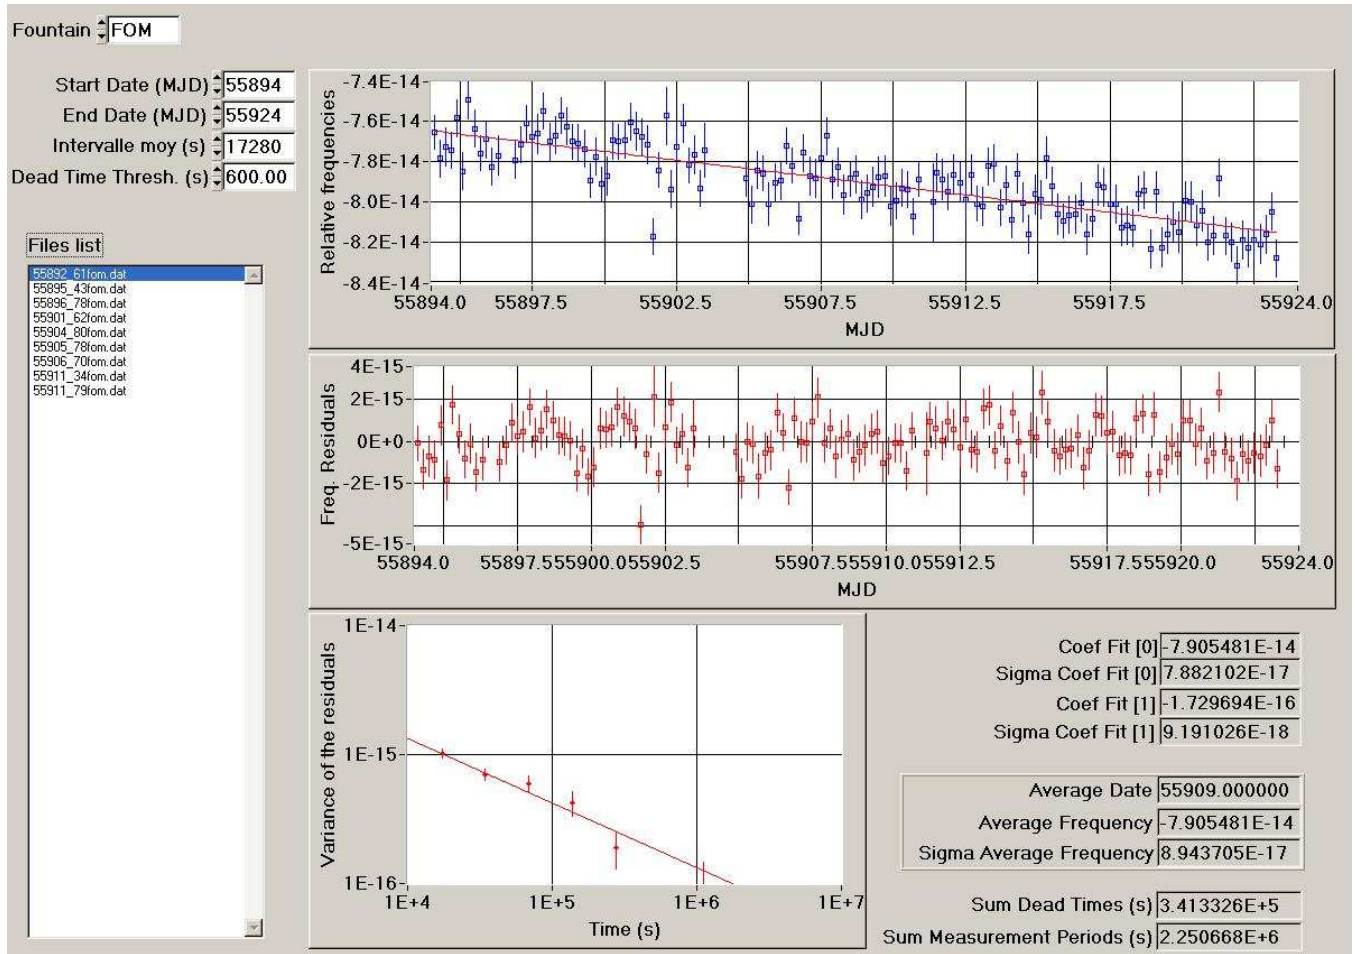 Fountain FOM
Start Date (MJD) 55894
End Date (MJD) 55924
Intervalle moy (s) 17280
Dead Time Thresh. (s) 600.00
Files list
55892_61fom.dat
55895_43fom.dat
55896_78fom.dat
55901_62fom.dat
55904_80fom.dat
55905_78fom.dat
55906_70fom.dat
55911_34fom.dat
55911_79fom.dat
Relative frequencies
-7.4E-14
-7.6E-14
-7.8E-14
-8.0E-14
-8.2E-14
-8.4E-14
55894.0 55897.5 55902.5 55907.5 55912.5 55917.5 55924.0
MJD
Freq. Residuals
4E-15
2E-15
0E+0
-2E-15
-5E-15
55894.0 55897.555900.055902.5 55907.555910.055912.5 55917.555920.0 55924.0
MJD
Variance of the residuals
1E-14
1E-15
1E-16
1E+4 1E+5 1E+6 1E+7
Time (s)
Coef Fit [0] -7.905481E-14
Sigma Coef Fit [0] 7.882102E-17
Coef Fit [1] -1.729694E-16
Sigma Coef Fit [1] 9.191026E-18
Average Date 55909.000000
Average Frequency -7.905481E-14
Sigma Average Frequency 8.943705E-17
Sum Dead Times (s) 3.413326E+5
Sum Measurement Periods (s) 2.250668E+6